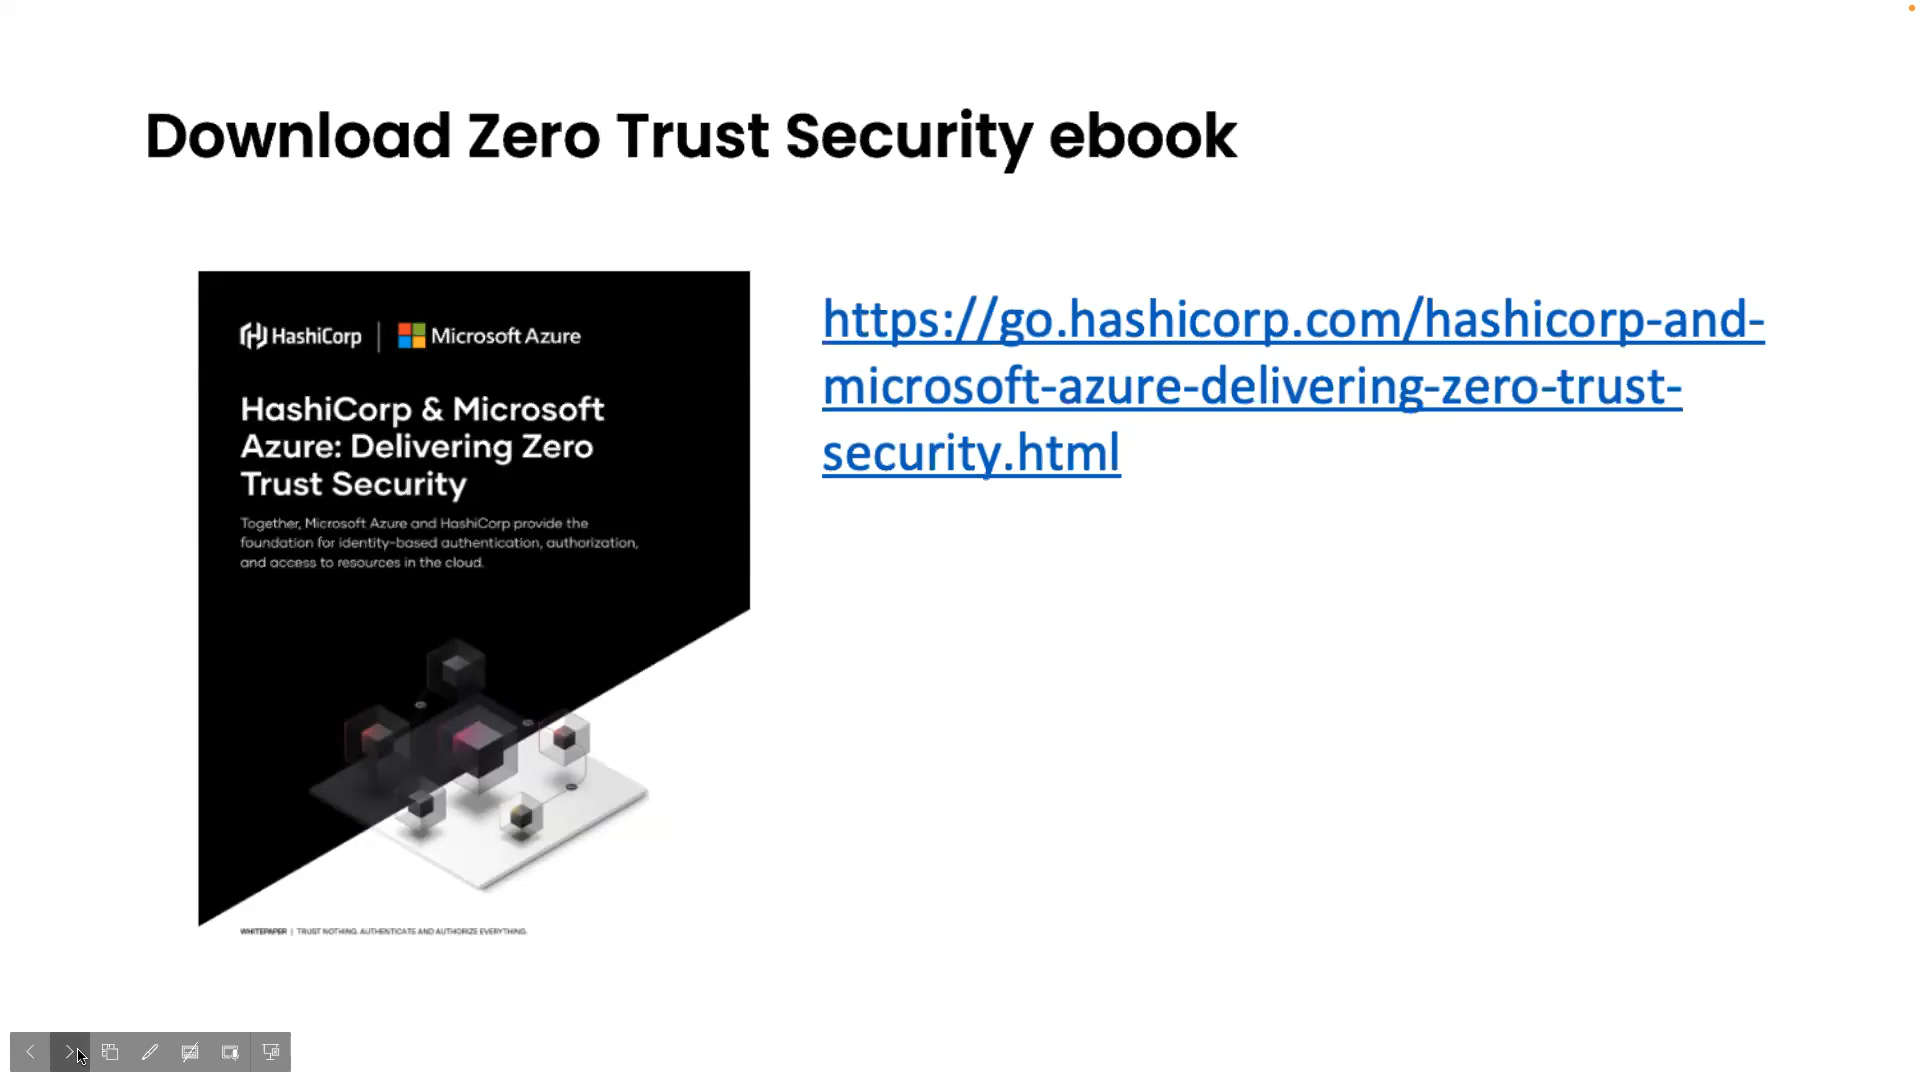 Download Zero Trust Security ebook
HashiCorp | Microsoft Azure
HashiCorp & Microsoft
Azure: Delivering Zero
Trust Security
Together, Microsoft Azure and HashiCorp provide the
foundation for identity-based authentication, authorization,
and access to resources in the cloud.
WHITEPAPER | TRUST NOTHING. AUTHENTICATE AND AUTHORIZE EVERYTHING.
https://go.hashicorp.com/hashicorp-and-
microsoft-azure-delivering-zero-trust-
security.html